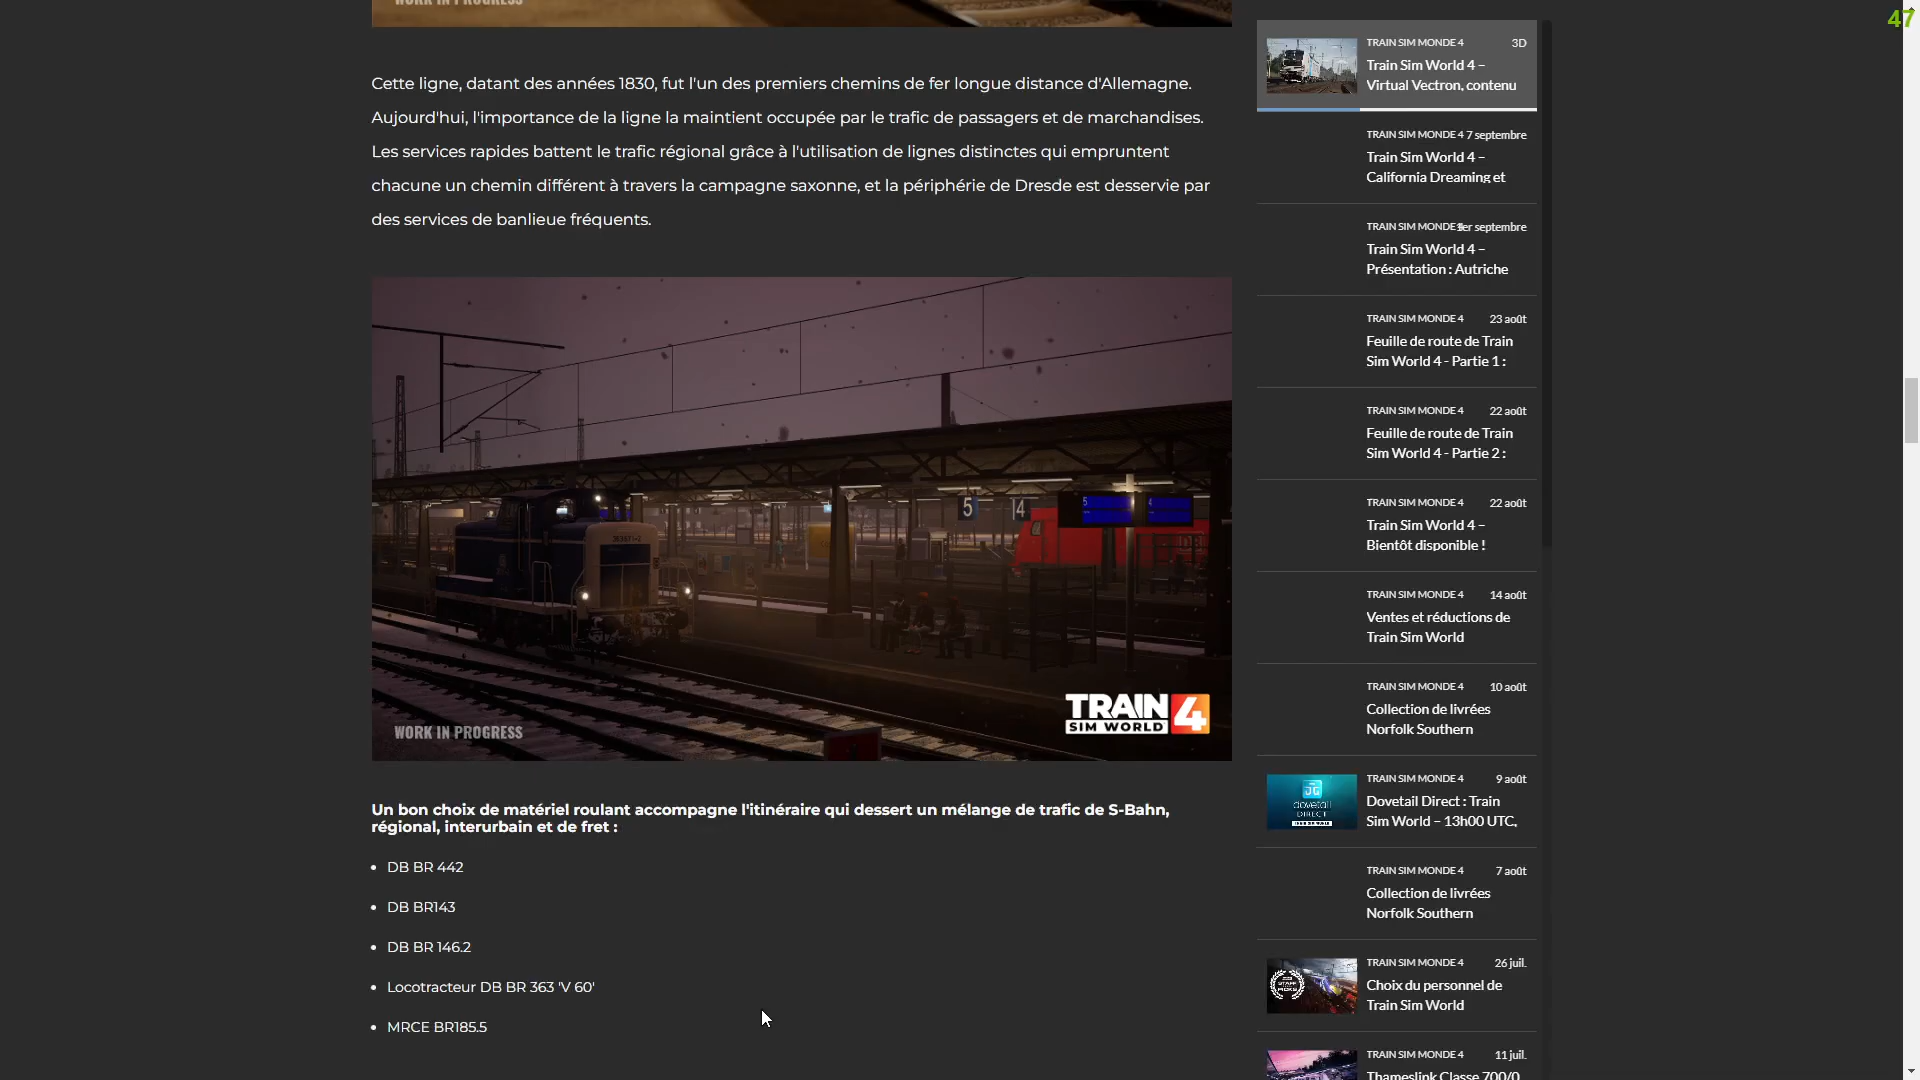 WORK IN PROGRESS
47
Cette ligne, datant des années 1830, fut l'un des premiers chemins de fer longue distance d'Allemagne.
Aujourd'hui, l'importance de la ligne la maintient occupée par le trafic de passagers et de marchandises.
Les services rapides battent le trafic régional grâce à l'utilisation de lignes distinctes qui empruntent
chacune un chemin différent à travers la campagne saxonne, et la périphérie de Dresde est desservie par
des services de banlieue fréquents.
5
4
TRAIN
SIM WORLD 4
WORK IN PROGRESS
Un bon choix de matériel roulant accompagne l'itinéraire qui dessert un mélange de trafic de S-Bahn,
régional, interurbain et de fret :
• DB BR 442
• DB BR143
• DB BR 146.2
• Locotracteur DB BR 363 'V 60'
• MRCE BR185.5
TRAIN SIM MONDE 4 3D
Train Sim World 4 –
Virtual Vectron, contenu
TRAIN SIM MONDE 4 7 septembre
Train Sim World 4 –
California Dreaming et
TRAIN SIM MONDE 1er septembre
Train Sim World 4 –
Présentation : Autriche
TRAIN SIM MONDE 4 23 août
Feuille de route de Train
Sim World 4 - Partie 1 :
TRAIN SIM MONDE 4 22 août
Feuille de route de Train
Sim World 4 - Partie 2 :
TRAIN SIM MONDE 4 22 août
Train Sim World 4 –
Bientôt disponible !
TRAIN SIM MONDE 4 14 août
Ventes et réductions de
Train Sim World
TRAIN SIM MONDE 4 10 août
Collection de livrées
Norfolk Southern
TRAIN SIM MONDE 4 9 août
Dovetail Direct : Train
Sim World – 13h00 UTC,
dovetail
DIRECT
TRAIN SIM MONDE 4 7 août
Collection de livrées
Norfolk Southern
TRAIN SIM MONDE 4 26 juil.
Choix du personnel de
Train Sim World
STAFF
PICKS
TRAIN SIM MONDE 4 11 juil.
Thameslink Classe 700/0